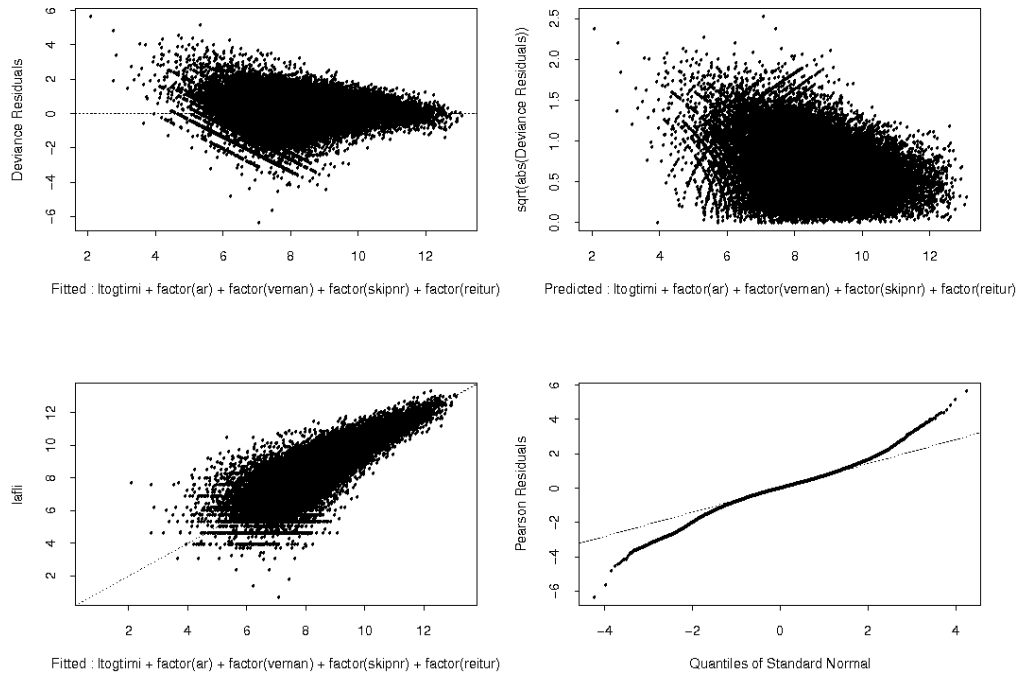 Deviance Residuals
6
4
2
0
−2
−4
−6
2 4 6 8 10 12
Fitted : ltogtimi + factor(ar) + factor(vernan) + factor(skipnr) + factor(reitur)
sqrt(abs(Deviance Residuals))
2.5
2.0
1.5
1.0
0.5
0.0
2 4 6 8 10 12
Predicted : ltogtimi + factor(ar) + factor(vernan) + factor(skipnr) + factor(reitur)
lafli
12
10
8
6
4
2
2 4 6 8 10 12
Fitted : ltogtimi + factor(ar) + factor(vernan) + factor(skipnr) + factor(reitur)
Pearson Residuals
6
4
2
0
−2
−4
−6
−4 −2 0 2 4
Quantiles of Standard Normal